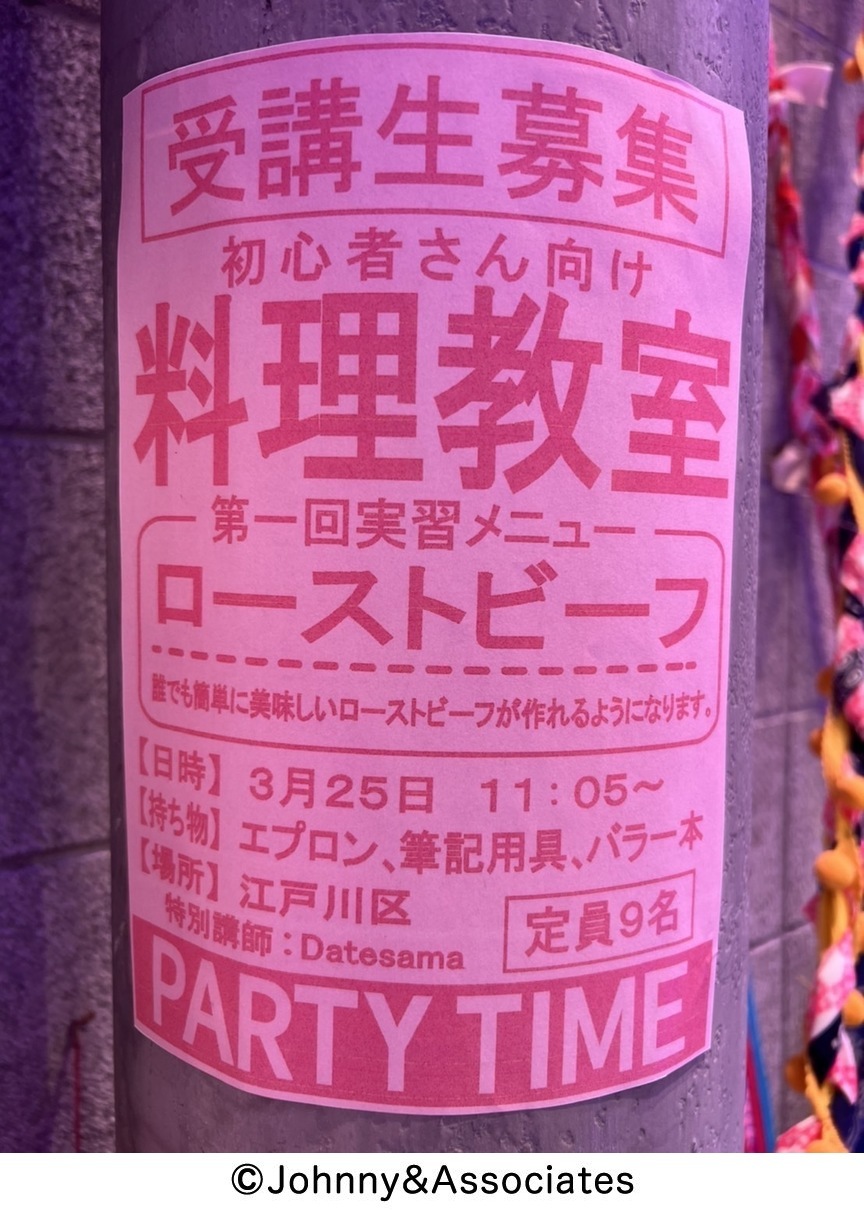 受講生募集
初心者さん向け
料理教室
第一回実習メニュー
ローストビーフ
誰でも簡単に美味しいローストビーフが作れるようになります。
【日時】 3月25日 11:05～
【持ち物】 エプロン、筆記用具、バラ一本
【場所】 江戸川区
特別講師：Datesama
定員9名
PARTY TIME
©Johnny&Associates